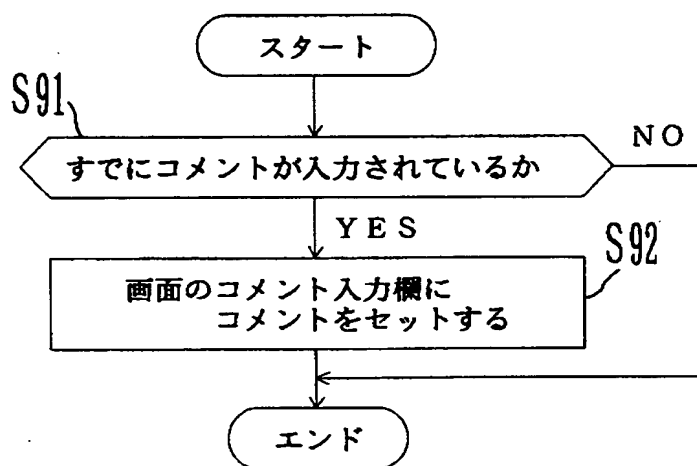 スタート
S91
NO
すでにコメントが入力されているか
YES
S92
画面のコメント入力欄に
コメントをセットする
エンド